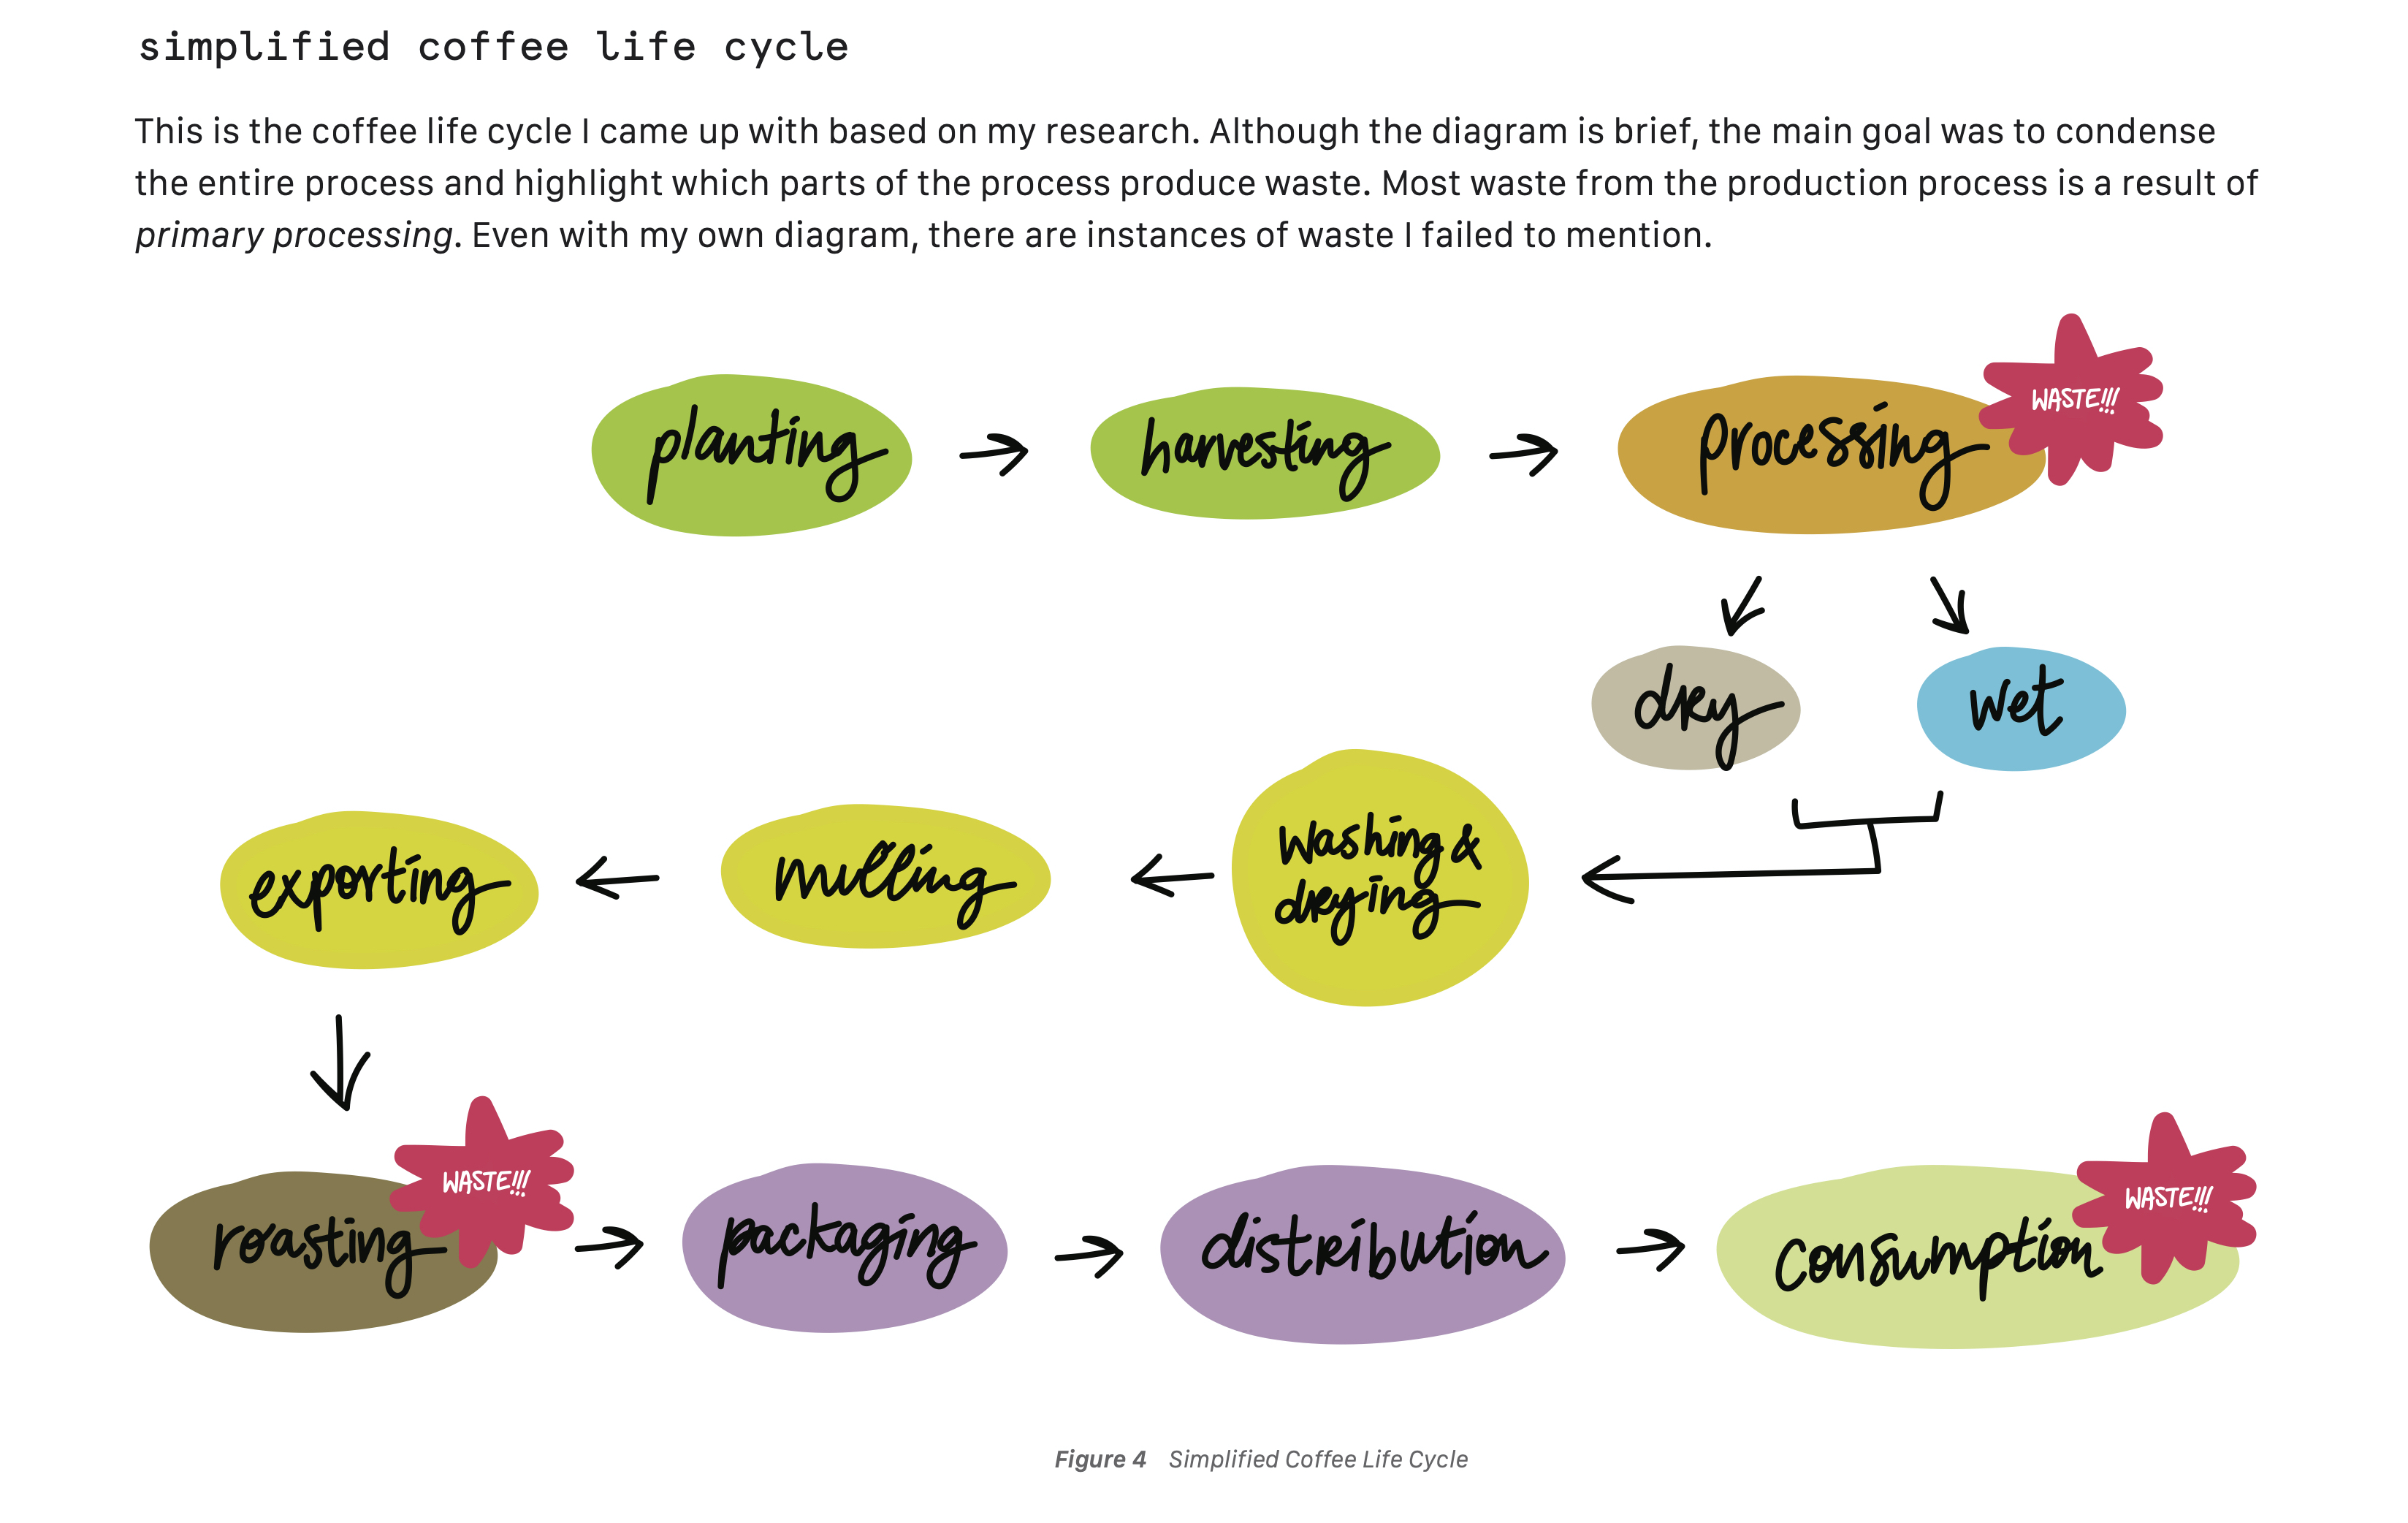 simplified coffee life cycle
This is the coffee life cycle I came up with based on my research. Although the diagram is brief, the main goal was to condense
the entire process and highlight which parts of the process produce waste. Most waste from the production process is a result of
primary processing. Even with my own diagram, there are instances of waste I failed to mention.
planting
harvesting
processing
WASTE!!!
dry
wet
washing &
drying
milling
exporting
roasting
WASTE!!!
packaging
distribution
consumption
WASTE!!!
Figure 4 Simplified Coffee Life Cycle